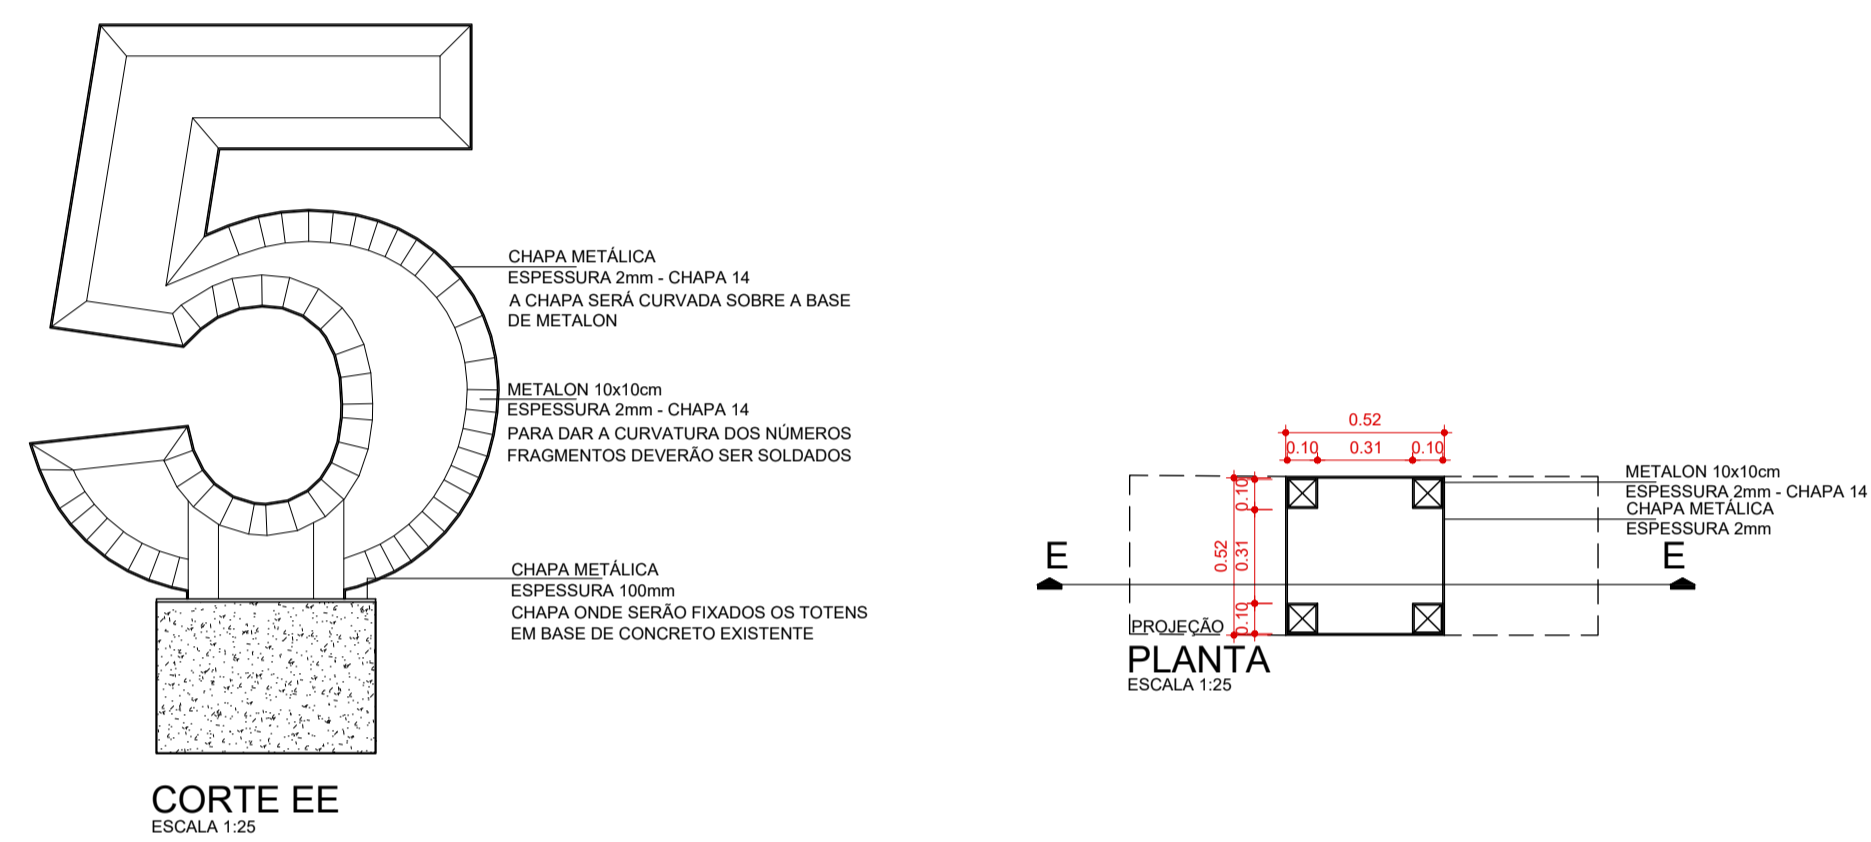 CHAPA METÁLICA
ESPESSURA 2mm - CHAPA 14
A CHAPA SERÁ CURVADA SOBRE A BASE
DE METALON
METALON 10x10cm
ESPESSURA 2mm - CHAPA 14
PARA DAR A CURVATURA DOS NÚMEROS
FRAGMENTOS DEVERÃO SER SOLDADOS
CHAPA METÁLICA
ESPESSURA 100mm
CHAPA ONDE SERÃO FIXADOS OS TOTENS
EM BASE DE CONCRETO EXISTENTE
CORTE EE
ESCALA 1:25
0.52
0.10 0.31 0.10
0.10
0.52
0.31
0.10
METALON 10x10cm
ESPESSURA 2mm - CHAPA 14
CHAPA METÁLICA
ESPESSURA 2mm
E E
PROJEÇÃO
PLANTA
ESCALA 1:25